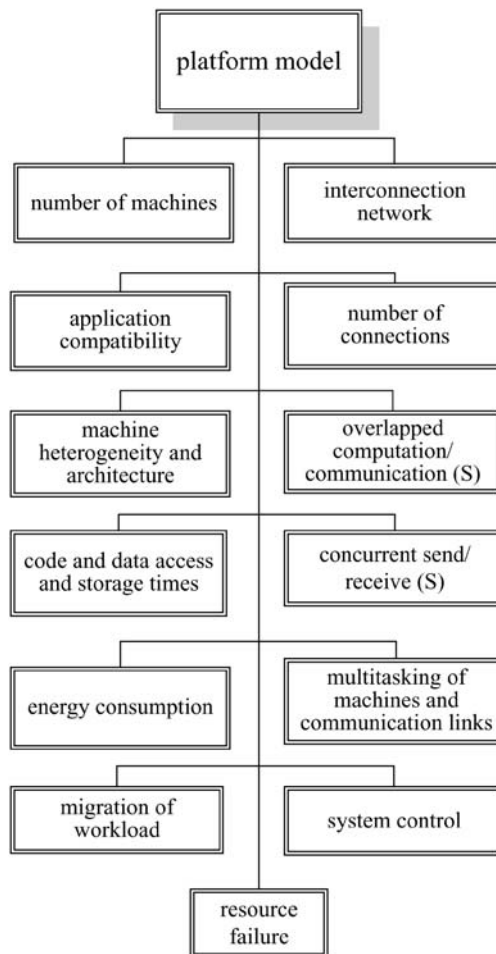 platform model
number of machines
interconnection
network
application
compatibility
number of
connections
machine
heterogeneity and
architecture
overlapped
computation/
communication (S)
code and data access
and storage times
concurrent send/
receive (S)
energy consumption
multitasking of
machines and
communication links
migration of
workload
system control
resource
failure